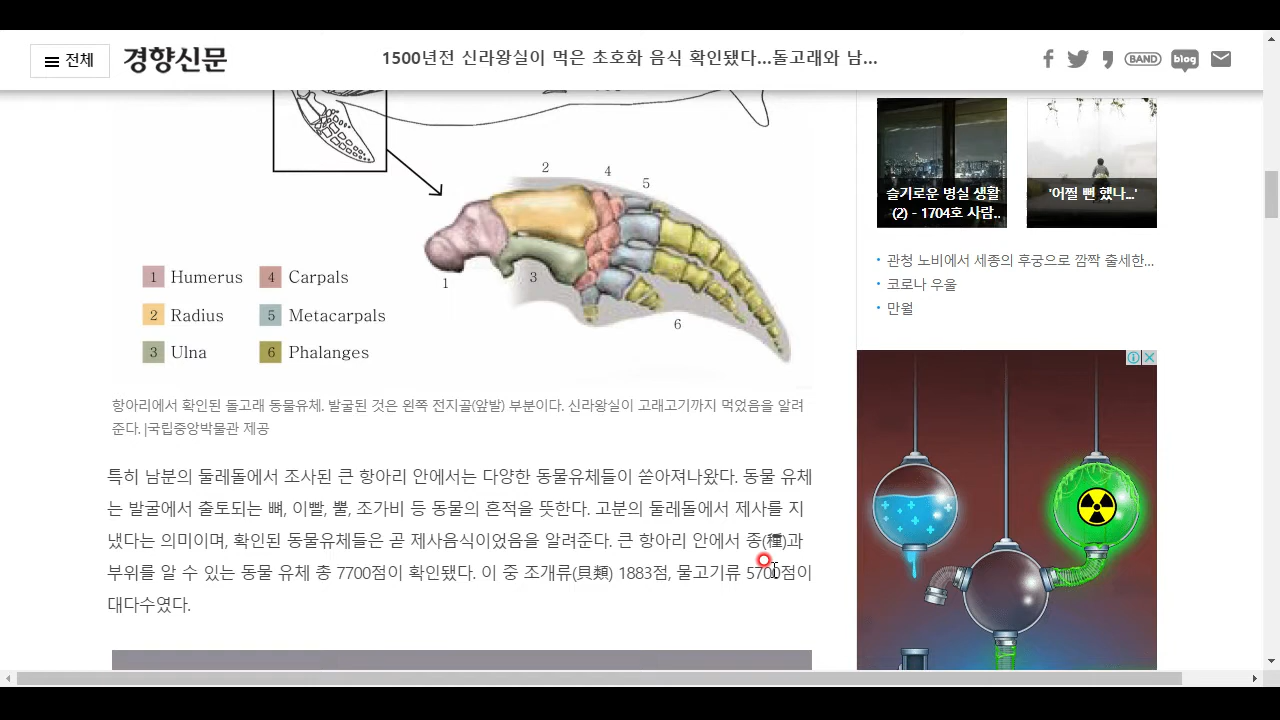 전체
경향신문
1500년전 신라왕실이 먹은 초호화 음식 확인됐다...돌고래와 남...
BAND
blog
슬기로운 병실 생활
(2) - 1704호 사람..
'어쩔 뻔 했나...'
관청 노비에서 세종의 후궁으로 깜짝 출세한...
코로나 우울
만월
2
4
5
1
3
6
1 Humerus
4 Carpals
2 Radius
5 Metacarpals
3 Ulna
6 Phalanges
항아리에서 확인된 돌고래 동물유체. 발굴된 것은 왼쪽 전지골(앞발) 부분이다. 신라왕실이 고래고기까지 먹었음을 알려
준다. |국립중앙박물관 제공
특히 남분의 둘레돌에서 조사된 큰 항아리 안에서는 다양한 동물유체들이 쏟아져나왔다. 동물 유체
는 발굴에서 출토되는 뼈, 이빨, 뿔, 조가비 등 동물의 흔적을 뜻한다. 고분의 둘레돌에서 제사를 지
냈다는 의미이며, 확인된 동물유체들은 곧 제사음식이었음을 알려준다. 큰 항아리 안에서 종(種)과
부위를 알 수 있는 동물 유체 총 7700점이 확인됐다. 이 중 조개류(貝類) 1883점, 물고기류 5700점이
대다수였다.